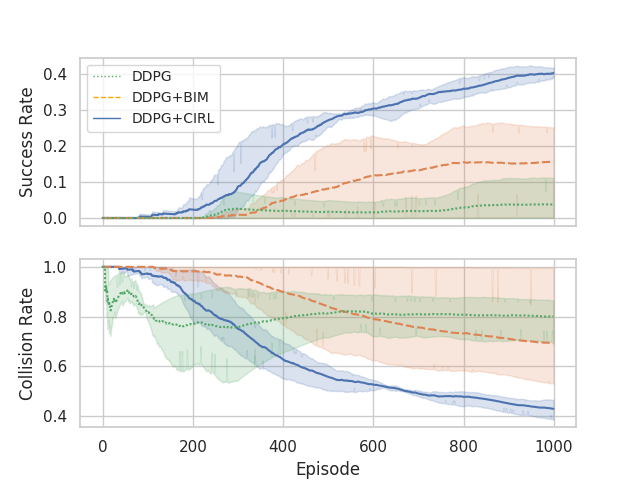 Success Rate
0.4
0.3
0.2
0.1
0.0
DDPG
DDPG+BIM
DDPG+CIRL
Collision Rate
1.0
0.8
0.6
0.4
0 200 400 600 800 1000
Episode